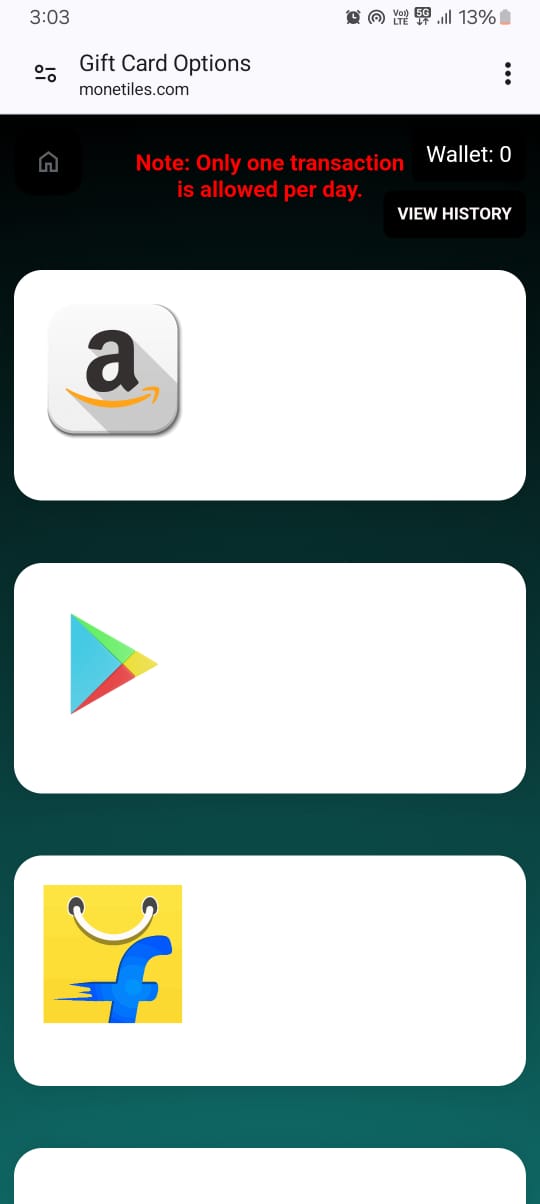 3:03
Vo) LTE 5G 13%
Gift Card Options
monetiles.com
Note: Only one transaction
is allowed per day.
Wallet: 0
VIEW HISTORY
a
f